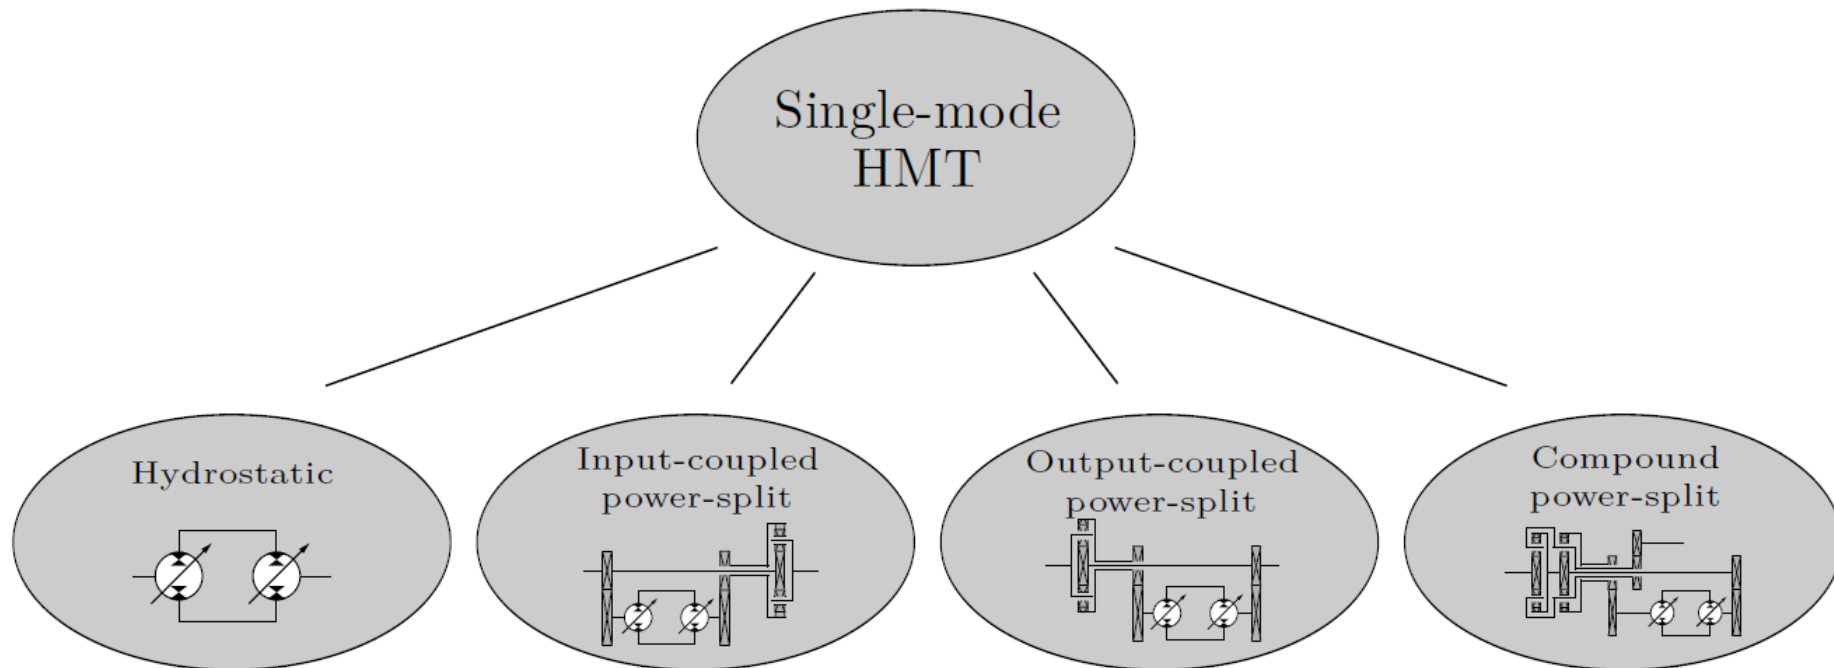 Single-mode
HMT
Hydrostatic
Input-coupled
power-split
Output-coupled
power-split
Compound
power-split